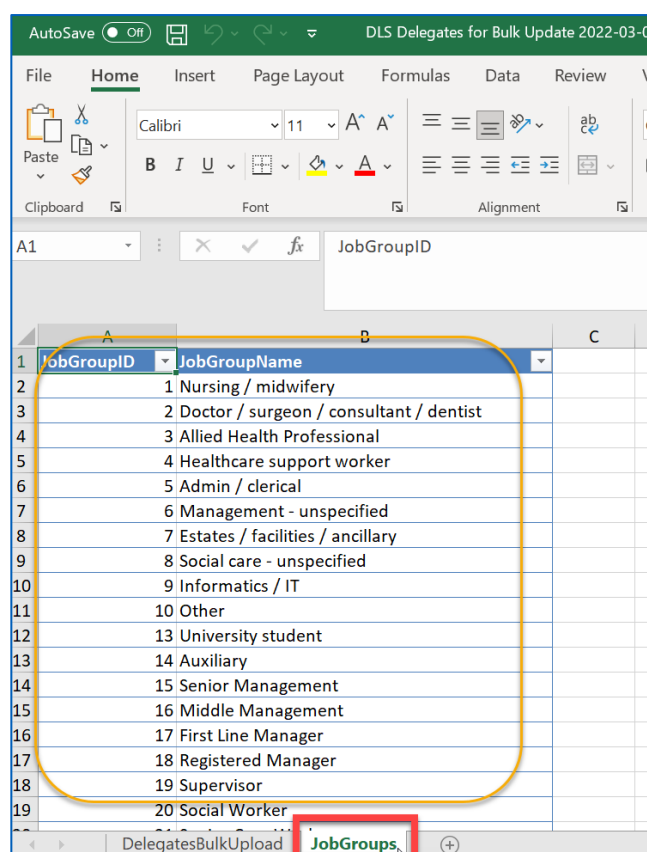 AutoSave Off DLS Delegates for Bulk Update 2022-03-0
File Home Insert Page Layout Formulas Data Review
Calibri 11 A A ab
Paste B I U A
Clipboard Font Alignment
A1 fx JobGroupID
A B C
1 JobGroupID JobGroupName
2 1 Nursing / midwifery
3 2 Doctor / surgeon / consultant / dentist
4 3 Allied Health Professional
5 4 Healthcare support worker
6 5 Admin / clerical
7 6 Management - unspecified
8 7 Estates / facilities / ancillary
9 8 Social care - unspecified
10 9 Informatics / IT
11 10 Other
12 13 University student
13 14 Auxiliary
14 15 Senior Management
15 16 Middle Management
16 17 First Line Manager
17 18 Registered Manager
18 19 Supervisor
19 20 Social Worker
DelegatesBulkUpload JobGroups